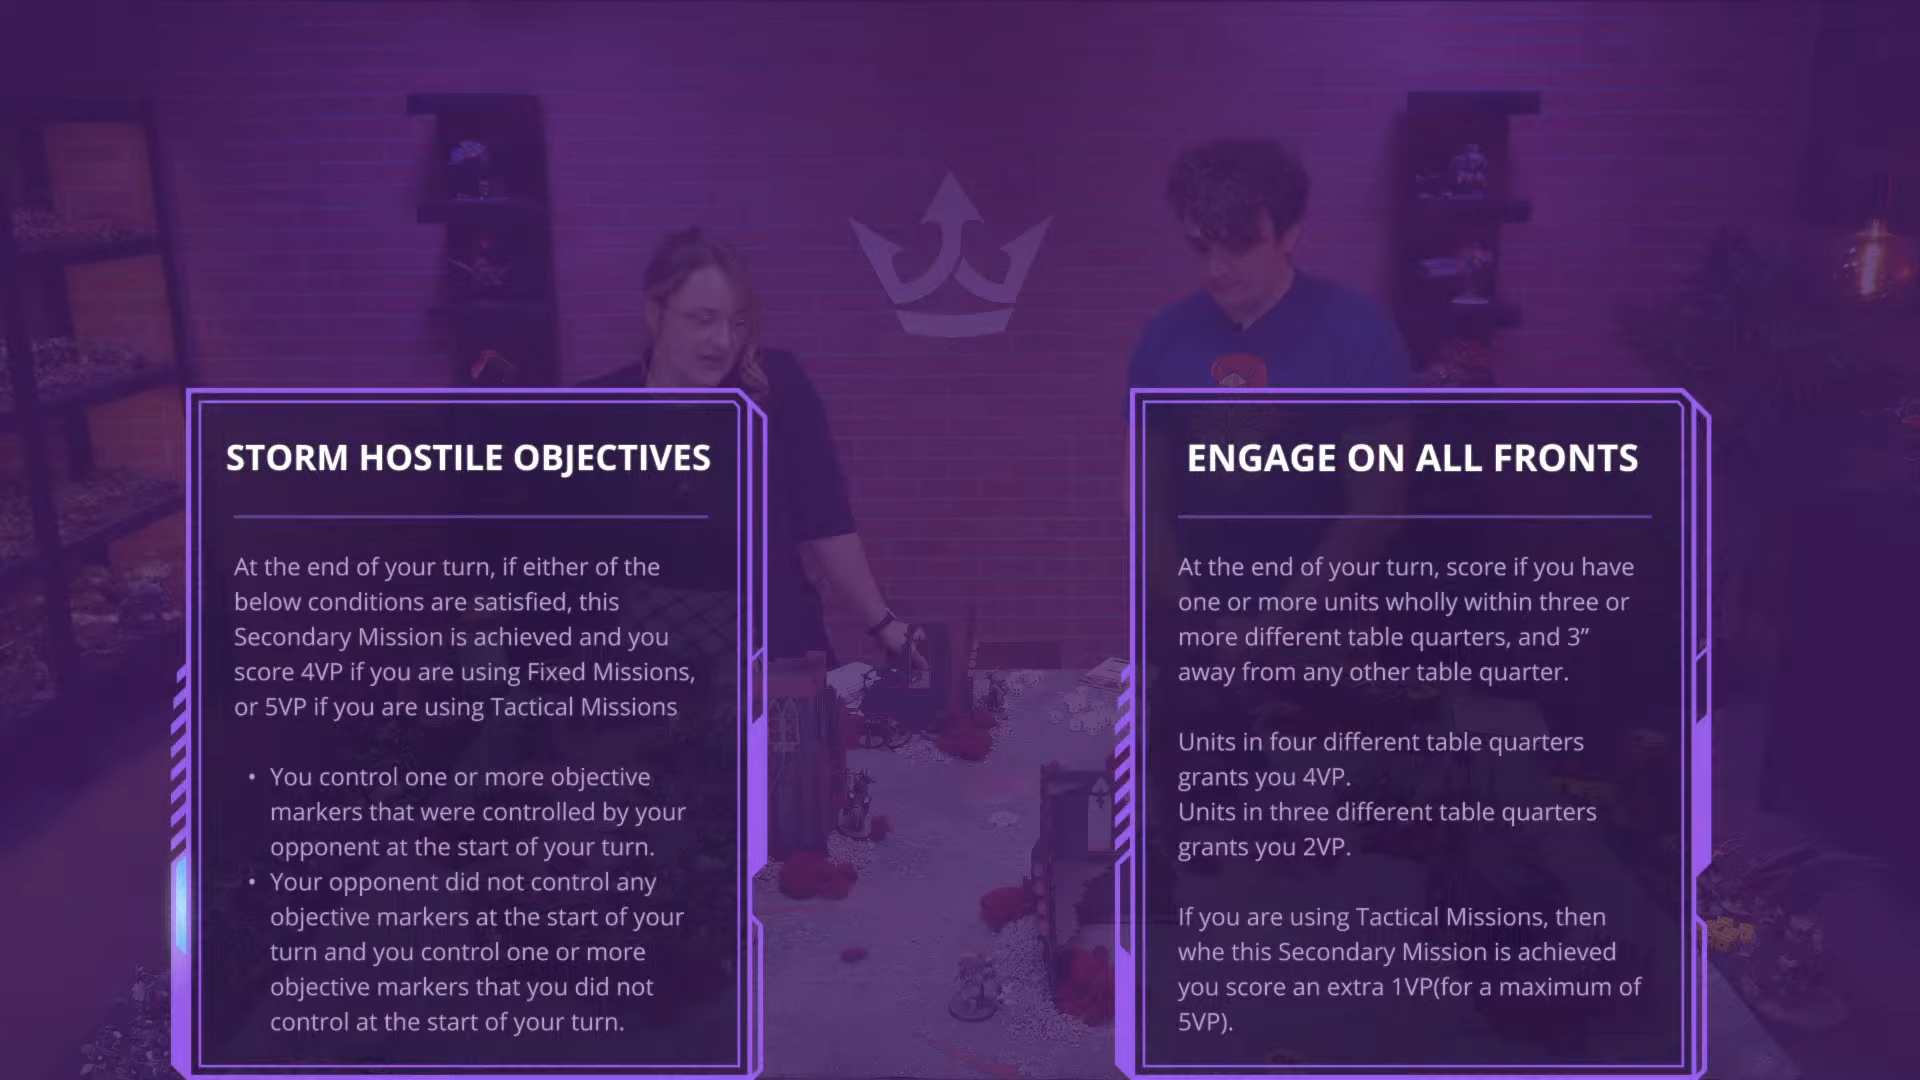 STORM HOSTILE OBJECTIVES
At the end of your turn, if either of the
below conditions are satisfied, this
Secondary Mission is achieved and you
score 4VP if you are using Fixed Missions,
or 5VP if you are using Tactical Missions
• You control one or more objective
markers that were controlled by your
opponent at the start of your turn.
• Your opponent did not control any
objective markers at the start of your
turn and you control one or more
objective markers that you did not
control at the start of your turn.
ENGAGE ON ALL FRONTS
At the end of your turn, score if you have
one or more units wholly within three or
more different table quarters, and 3”
away from any other table quarter.
Units in four different table quarters
grants you 4VP.
Units in three different table quarters
grants you 2VP.
If you are using Tactical Missions, then
whe this Secondary Mission is achieved
you score an extra 1VP(for a maximum of
5VP).